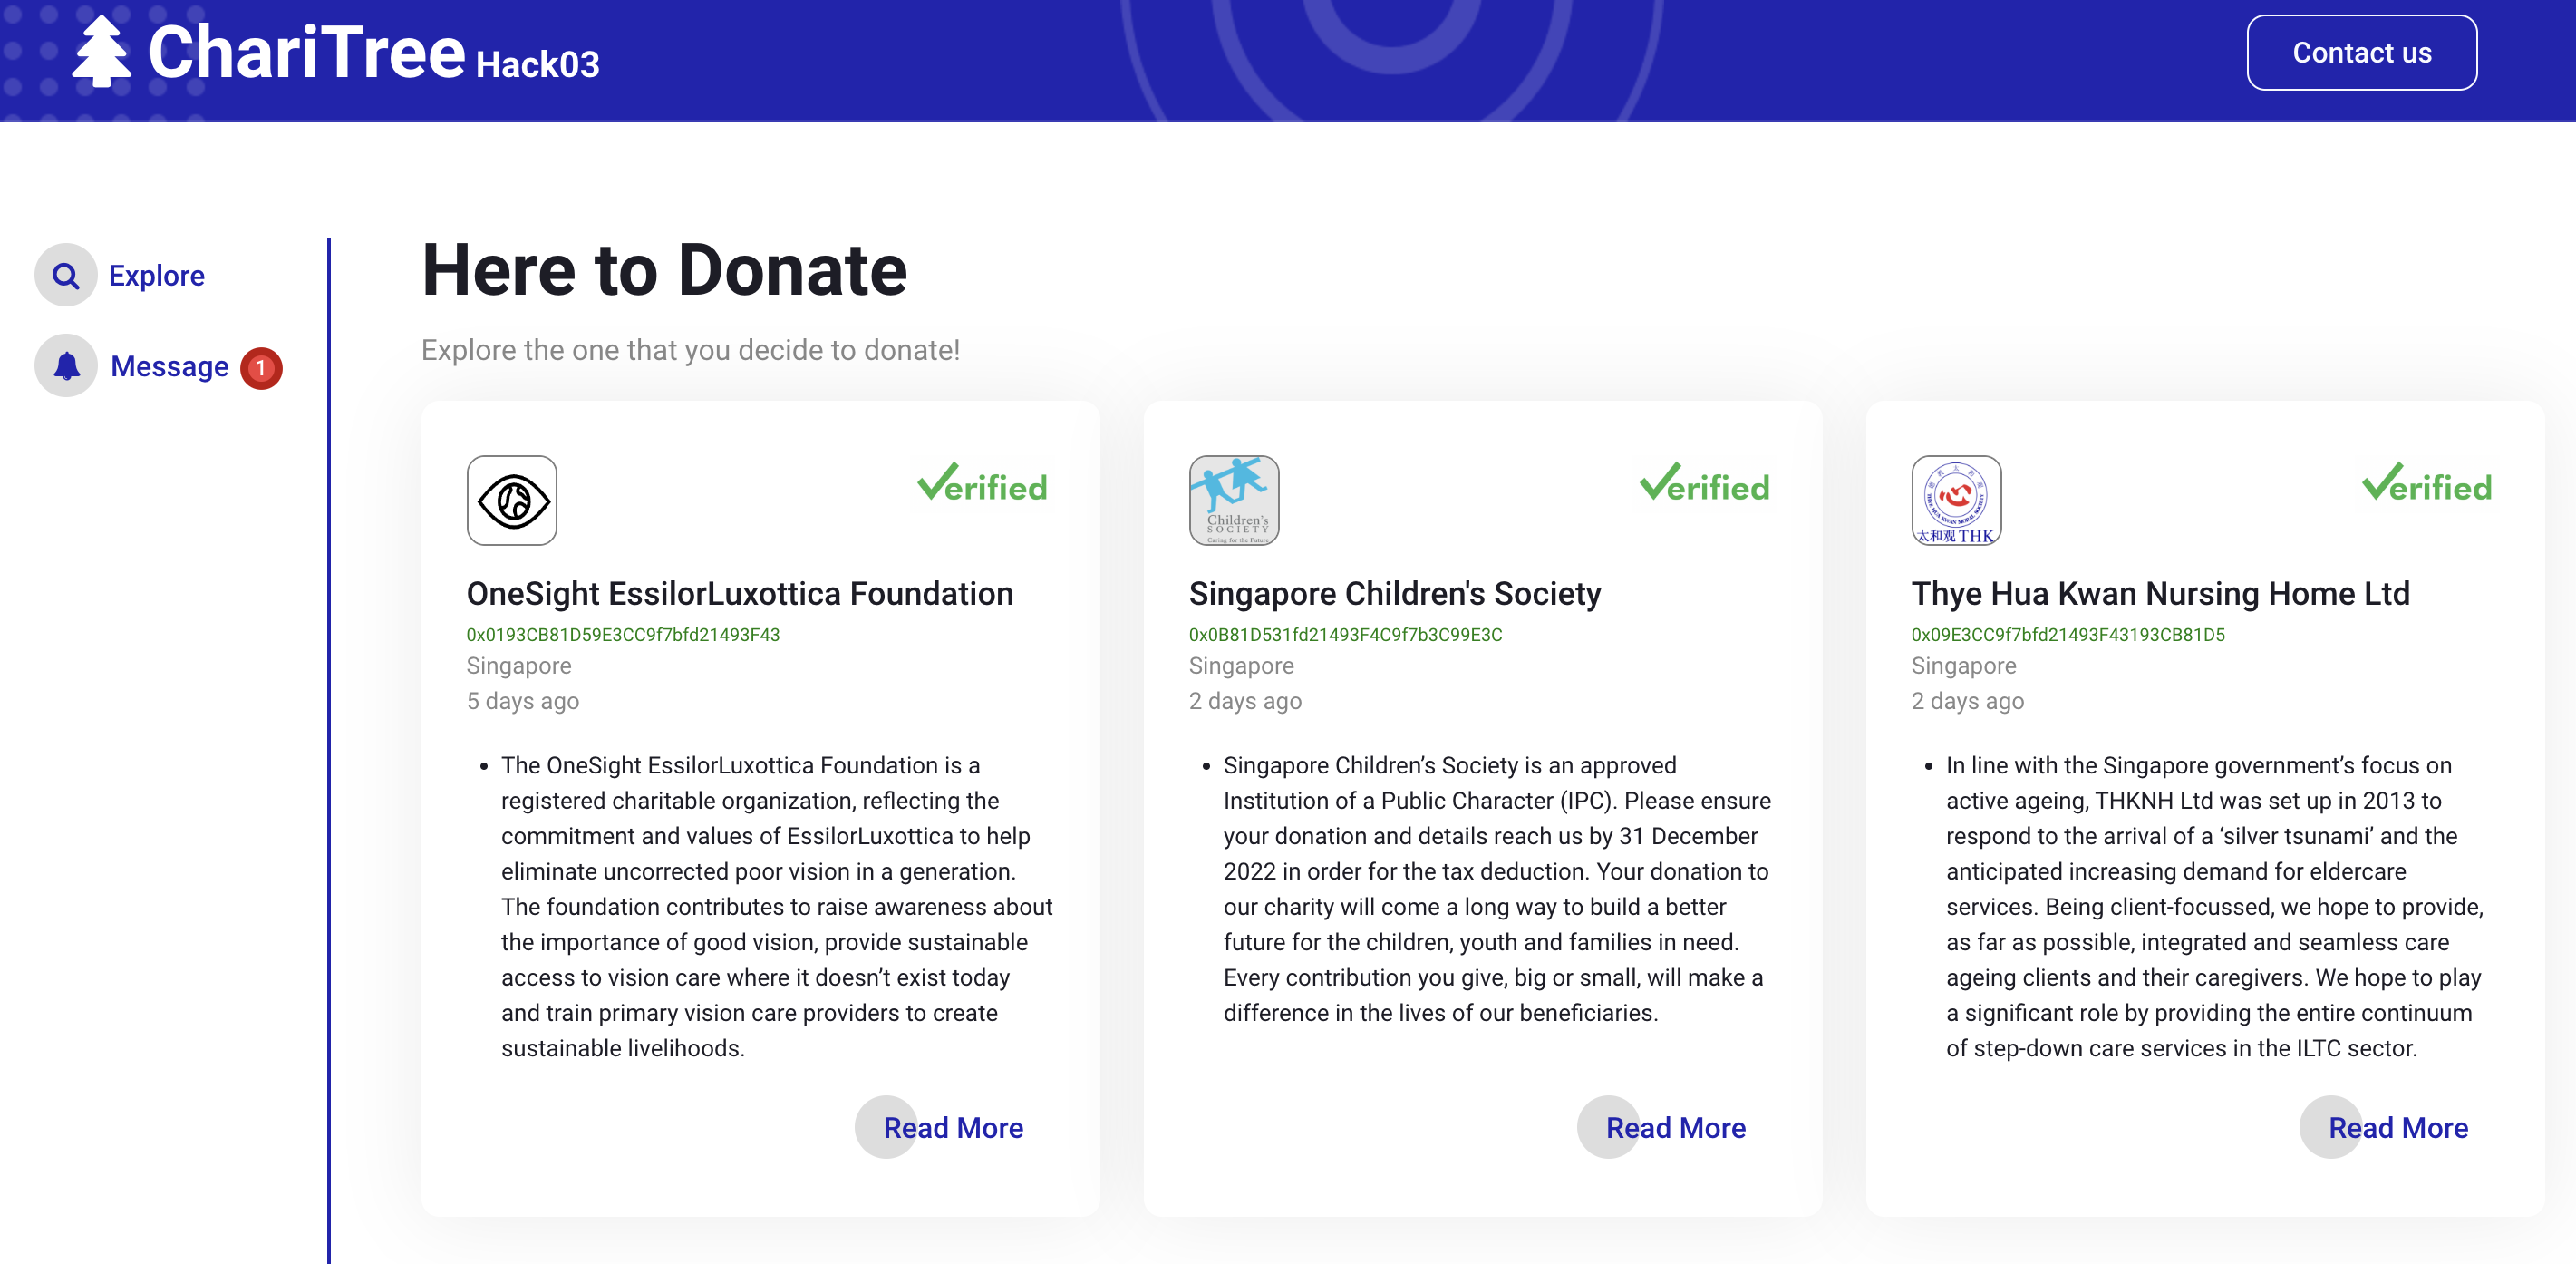 ChariTree Hack03
Contact us
Explore
Message 1
Here to Donate
Explore the one that you decide to donate!
Verified
OneSight EssilorLuxottica Foundation
0x0193CB81D59E3CC9f7bfd21493F43
Singapore
5 days ago
The OneSight EssilorLuxottica Foundation is a
registered charitable organization, reflecting the
commitment and values of EssilorLuxottica to help
eliminate uncorrected poor vision in a generation.
The foundation contributes to raise awareness about
the importance of good vision, provide sustainable
access to vision care where it doesn’t exist today
and train primary vision care providers to create
sustainable livelihoods.
Read More
Children's
SOCIETY
Caring for the Future
Verified
Singapore Children's Society
0x0B81D531fd21493F4C9f7b3C99E3C
Singapore
2 days ago
Singapore Children’s Society is an approved
Institution of a Public Character (IPC). Please ensure
your donation and details reach us by 31 December
2022 in order for the tax deduction. Your donation to
our charity will come a long way to build a better
future for the children, youth and families in need.
Every contribution you give, big or small, will make a
difference in the lives of our beneficiaries.
Read More
THYE HUA KWAN MORAL SOCIETY
太和观 THK
Verified
Thye Hua Kwan Nursing Home Ltd
0x09E3CC9f7bfd21493F43193CB81D5
Singapore
2 days ago
In line with the Singapore government’s focus on
active ageing, THKNH Ltd was set up in 2013 to
respond to the arrival of a ‘silver tsunami’ and the
anticipated increasing demand for eldercare
services. Being client-focussed, we hope to provide,
as far as possible, integrated and seamless care
ageing clients and their caregivers. We hope to play
a significant role by providing the entire continuum
of step-down care services in the ILTC sector.
Read More